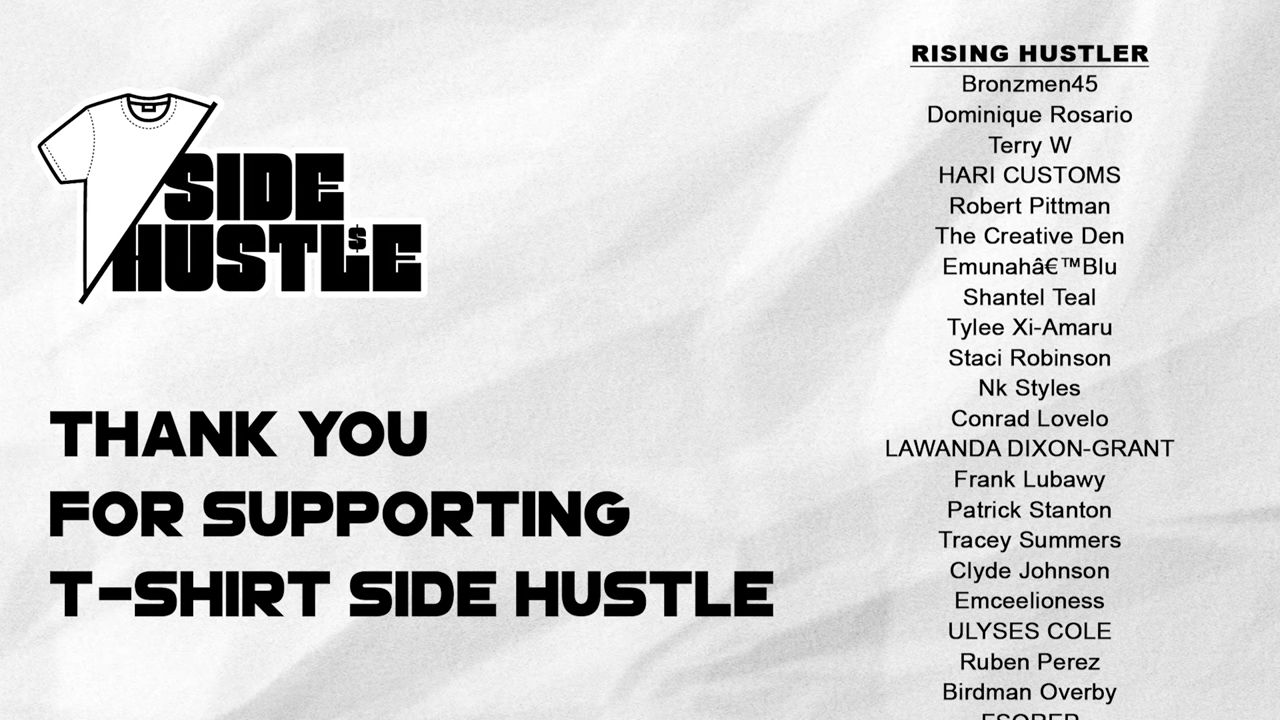 SIDE
HUSTLE
$
THANK YOU
FOR SUPPORTING
T-SHIRT SIDE HUSTLE
RISING HUSTLER
Bronzmen45
Dominique Rosario
Terry W
HARI CUSTOMS
Robert Pittman
The Creative Den
Emunahâ€™Blu
Shantel Teal
Tylee Xi-Amaru
Staci Robinson
Nk Styles
Conrad Lovelo
LAWANDA DIXON-GRANT
Frank Lubawy
Patrick Stanton
Tracey Summers
Clyde Johnson
Emceelioness
ULYSES COLE
Ruben Perez
Birdman Overby